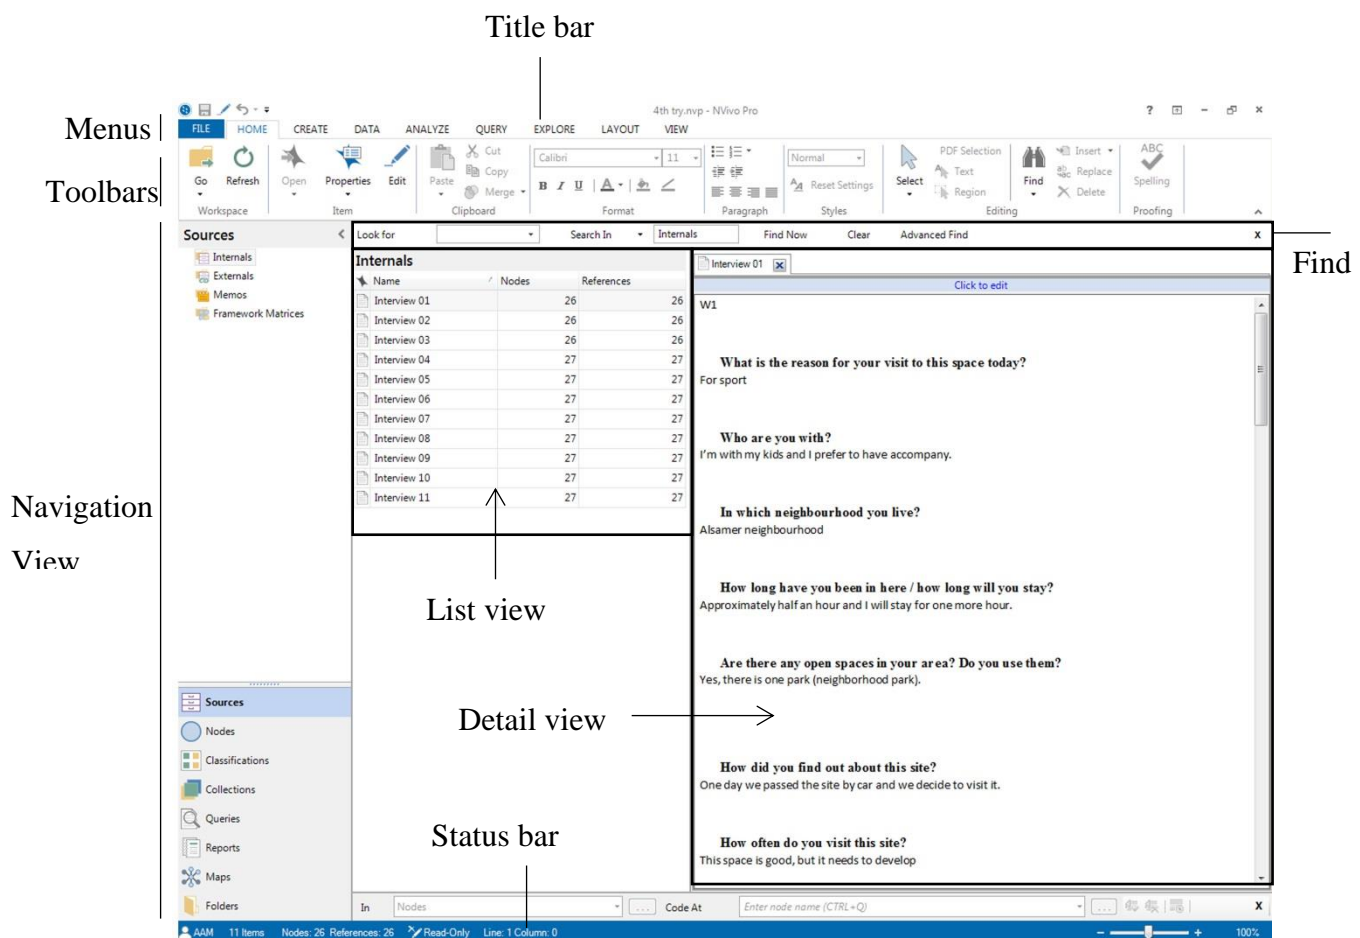 Title bar
4th try.nvp - NVivo Pro
?
Menus
FILE HOME CREATE DATA ANALYZE QUERY EXPLORE LAYOUT VIEW
Toolbars
Go Refresh Open Properties Edit Paste Cut
Copy
Merge
Calibri 11
B I U A
Normal
Reset Settings
Select PDF Selection
Text
Region
Find Insert
Replace
Delete
ABC
Spelling
Workspace Item Clipboard Format Paragraph Styles Editing Proofing
Sources
Internals
Externals
Memos
Framework Matrices
Look for Search In Internals Find Now Clear Advanced Find x
Find
Internals
Name Nodes References
Interview 01 26 26
Interview 02 26 26
Interview 03 26 26
Interview 04 27 27
Interview 05 27 27
Interview 06 27 27
Interview 07 27 27
Interview 08 27 27
Interview 09 27 27
Interview 10 27 27
Interview 11 27 27
Interview 01
Click to edit
W1
What is the reason for your visit to this space today?
For sport
Who are you with?
I'm with my kids and I prefer to have accompany.
In which neighbourhood you live?
Alsamer neighbourhood
How long have you been in here / how long will you stay?
Approximately half an hour and I will stay for one more hour.
Are there any open spaces in your area? Do you use them?
Yes, there is one park (neighborhood park).
How did you find out about this site?
One day we passed the site by car and we decide to visit it.
How often do you visit this site?
This space is good, but it needs to develop
Navigation
View
List view
Detail view
Status bar
Sources
Nodes
Classifications
Collections
Queries
Reports
Maps
Folders
In Nodes ... Code At Enter node name (CTRL+Q) ... X
AAM 11 Items Nodes: 26 References: 26 Read-Only Line: 1 Column: 0 100%